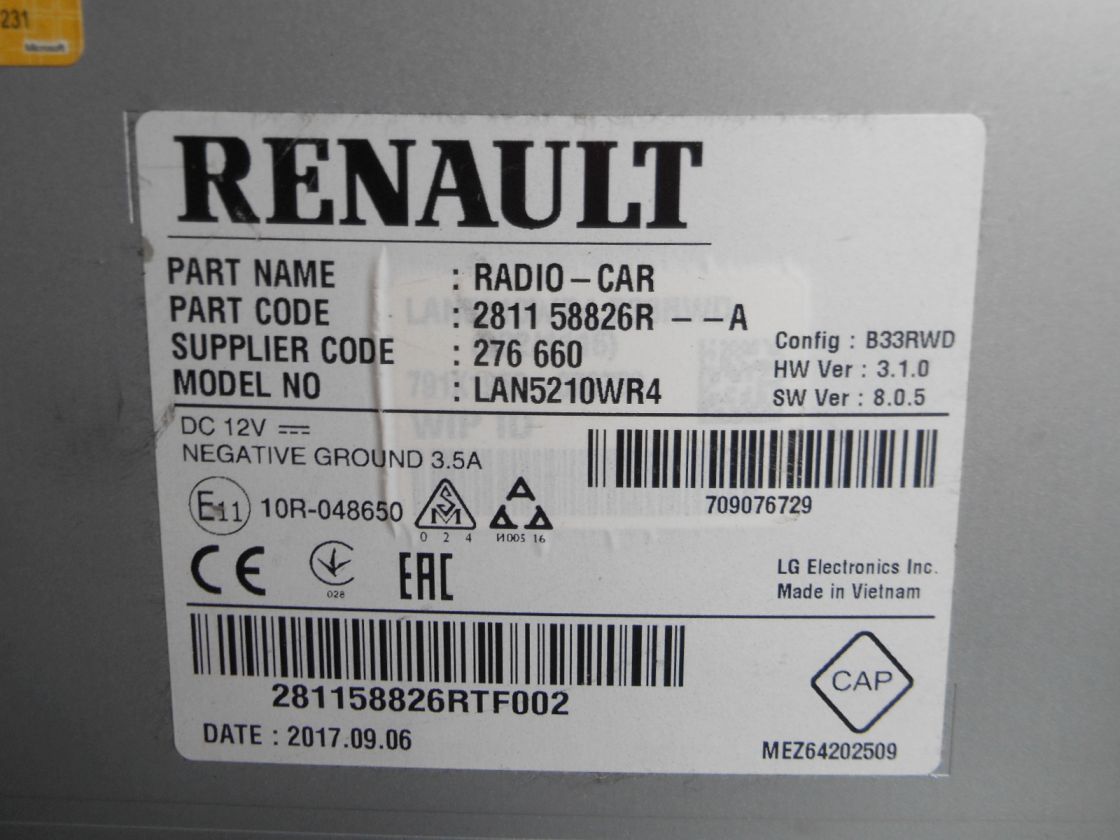 231
Microsoft
RENAULT
PART NAME : RADIO-CAR
PART CODE : 2811 58826R --A
SUPPLIER CODE : 276 660
MODEL NO : LAN5210WR4
Config : B33RWD
HW Ver : 3.1.0
SW Ver : 8.0.5
DC 12V
NEGATIVE GROUND 3.5A
709076729
E11 10R-048650
SM
0 2 4
A
A A
И005 16
CE
028
EAC
LG Electronics Inc.
Made in Vietnam
WIP ID
281158826RTF002
DATE : 2017.09.06
CAP
MEZ64202509